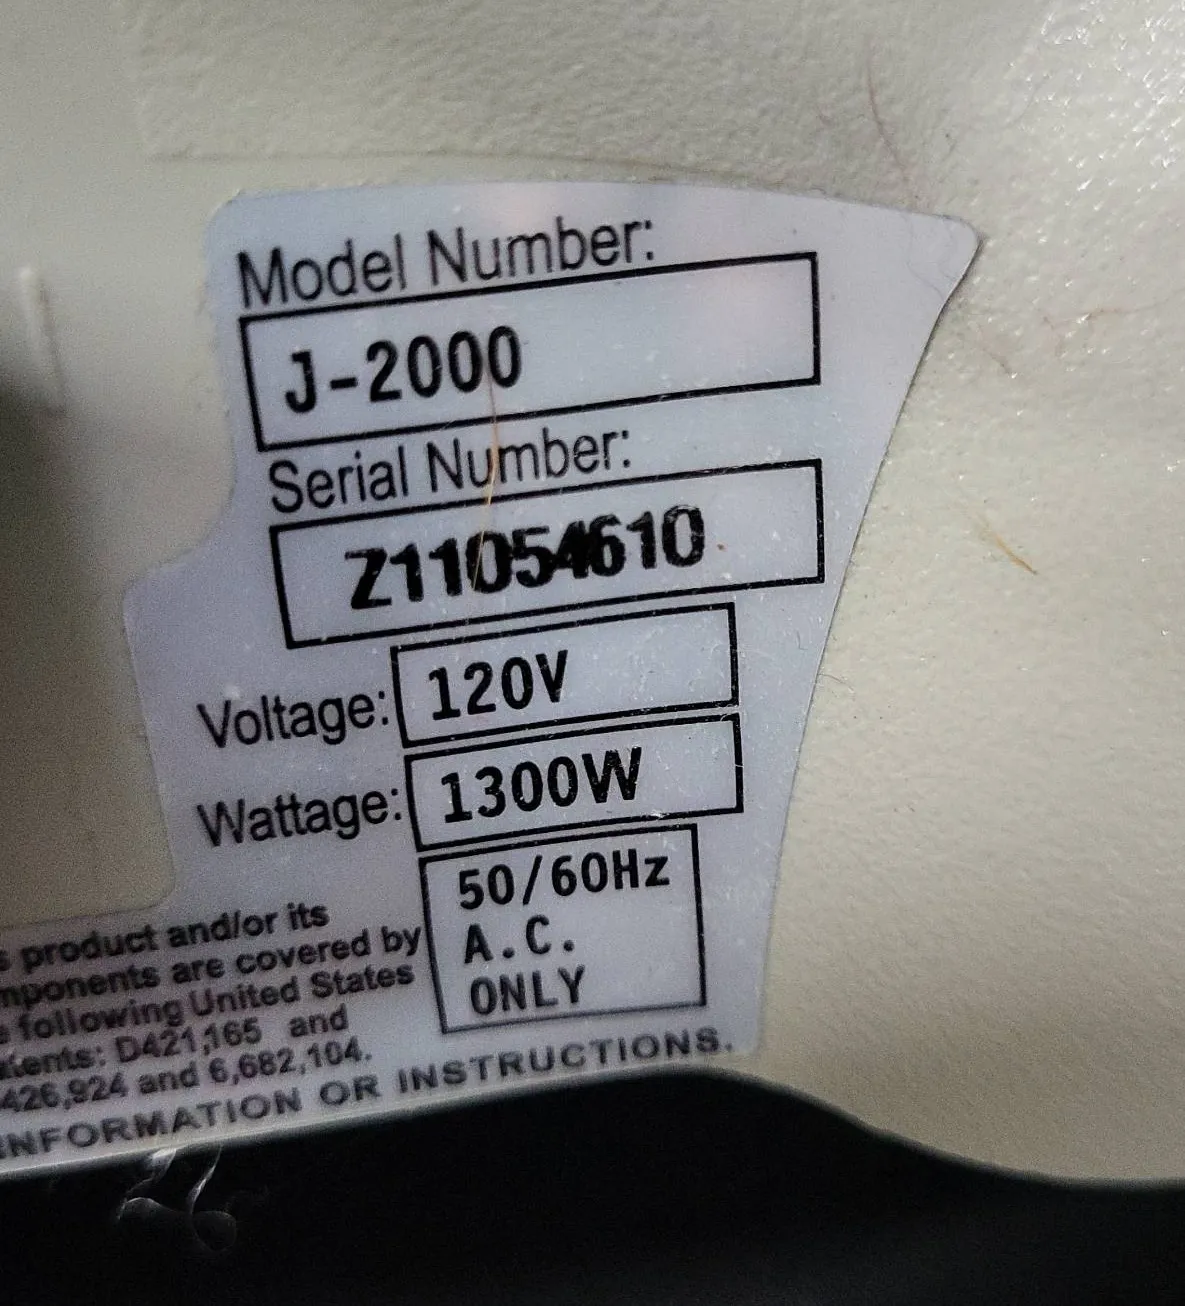 Model Number:
J-2000
Serial Number:
Z11054610
Voltage: 120V
Wattage: 1300W
50/60Hz
A.C.
ONLY
s product and/or its
mponents are covered by
e following United States
tents: D421,165 and
426,924 and 6,682,104.
INFORMATION OR INSTRUCTIONS.